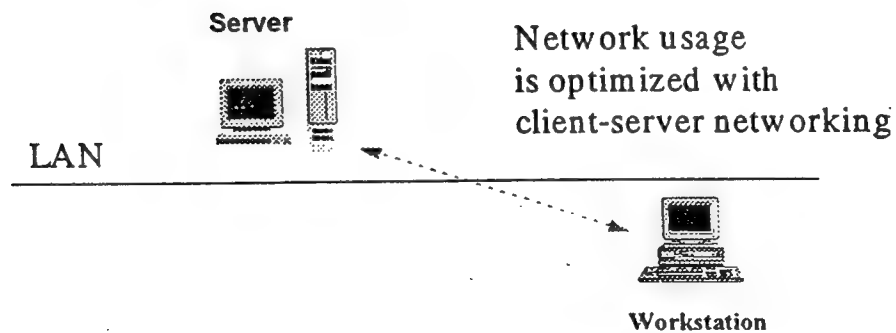 Server
Network usage
is optimized with
client-server networking
LAN
Workstation